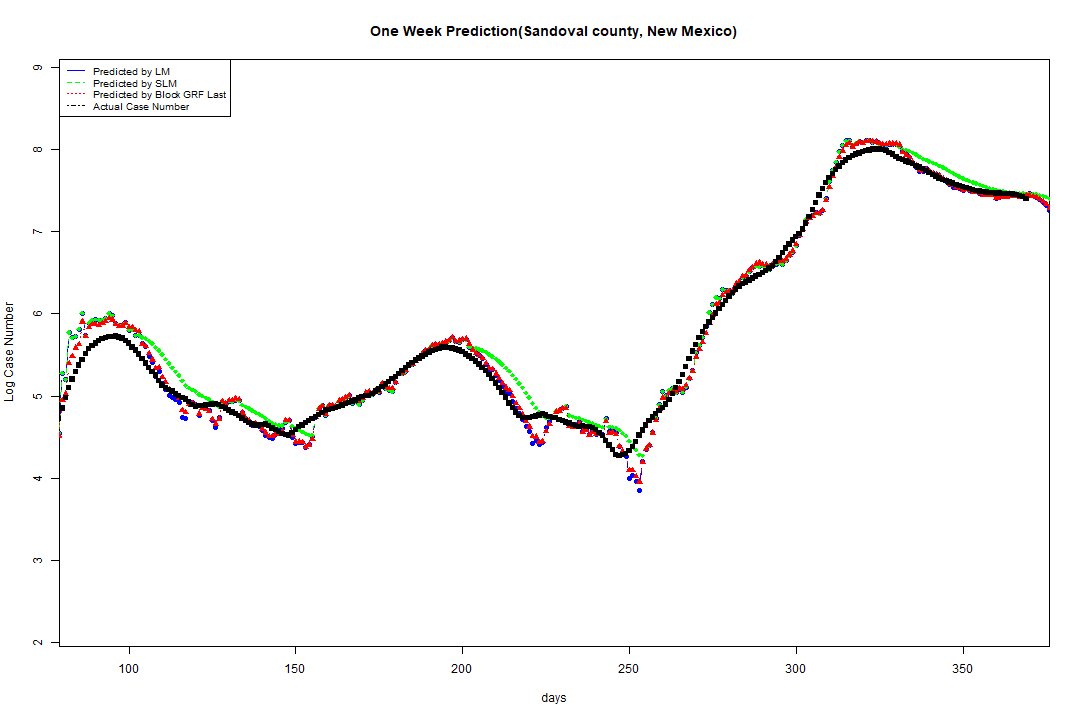 One Week Prediction(Sandoval county, New Mexico)
Predicted by LM
Predicted by SLM
Predicted by Block GRF Last
Actual Case Number
Log Case Number
9
8
7
6
5
4
3
2
100 150 200 250 300 350
days